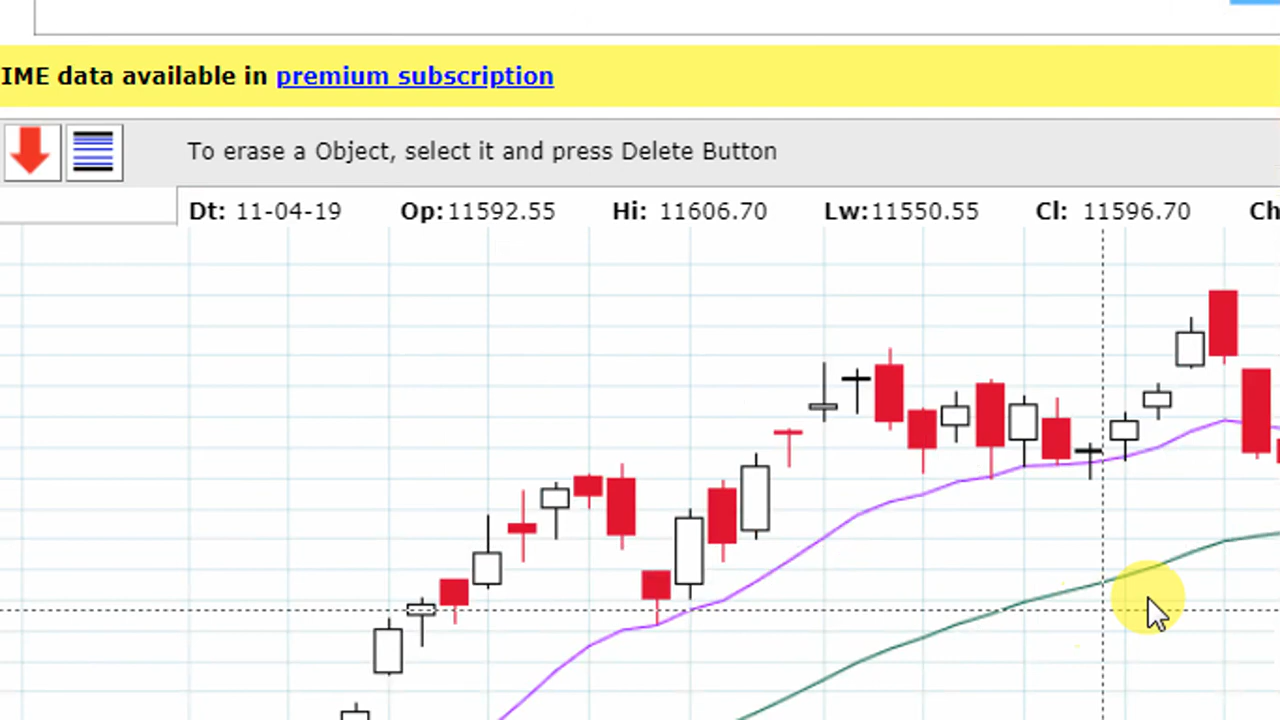 IME data available in premium subscription
To erase a Object, select it and press Delete Button
Dt: 11-04-19 Op:11592.55 Hi: 11606.70 Lw:11550.55 Cl: 11596.70 Ch